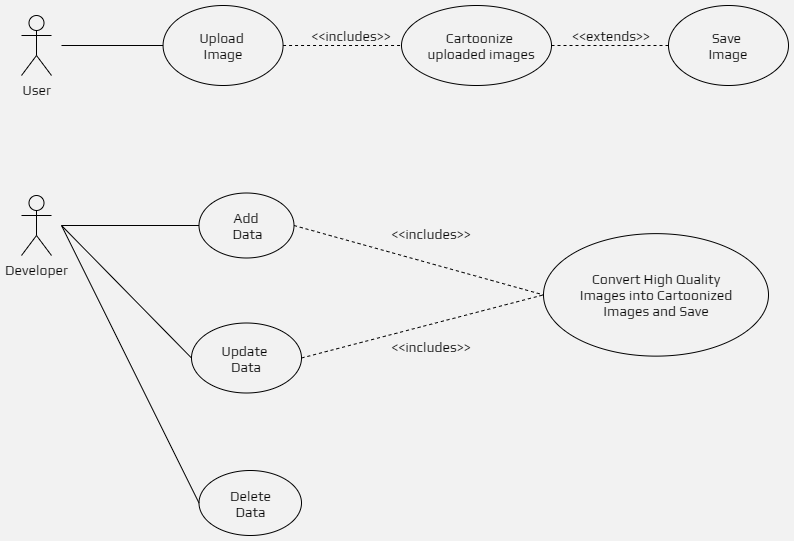 Upload
Image
<<includes>>
Cartoonize
uploaded images
<<extends>>
Save
Image
User
Add
Data
<<includes>>
Developer
Convert High Quality
Images into Cartoonized
Images and Save
Update
Data
<<includes>>
Delete
Data